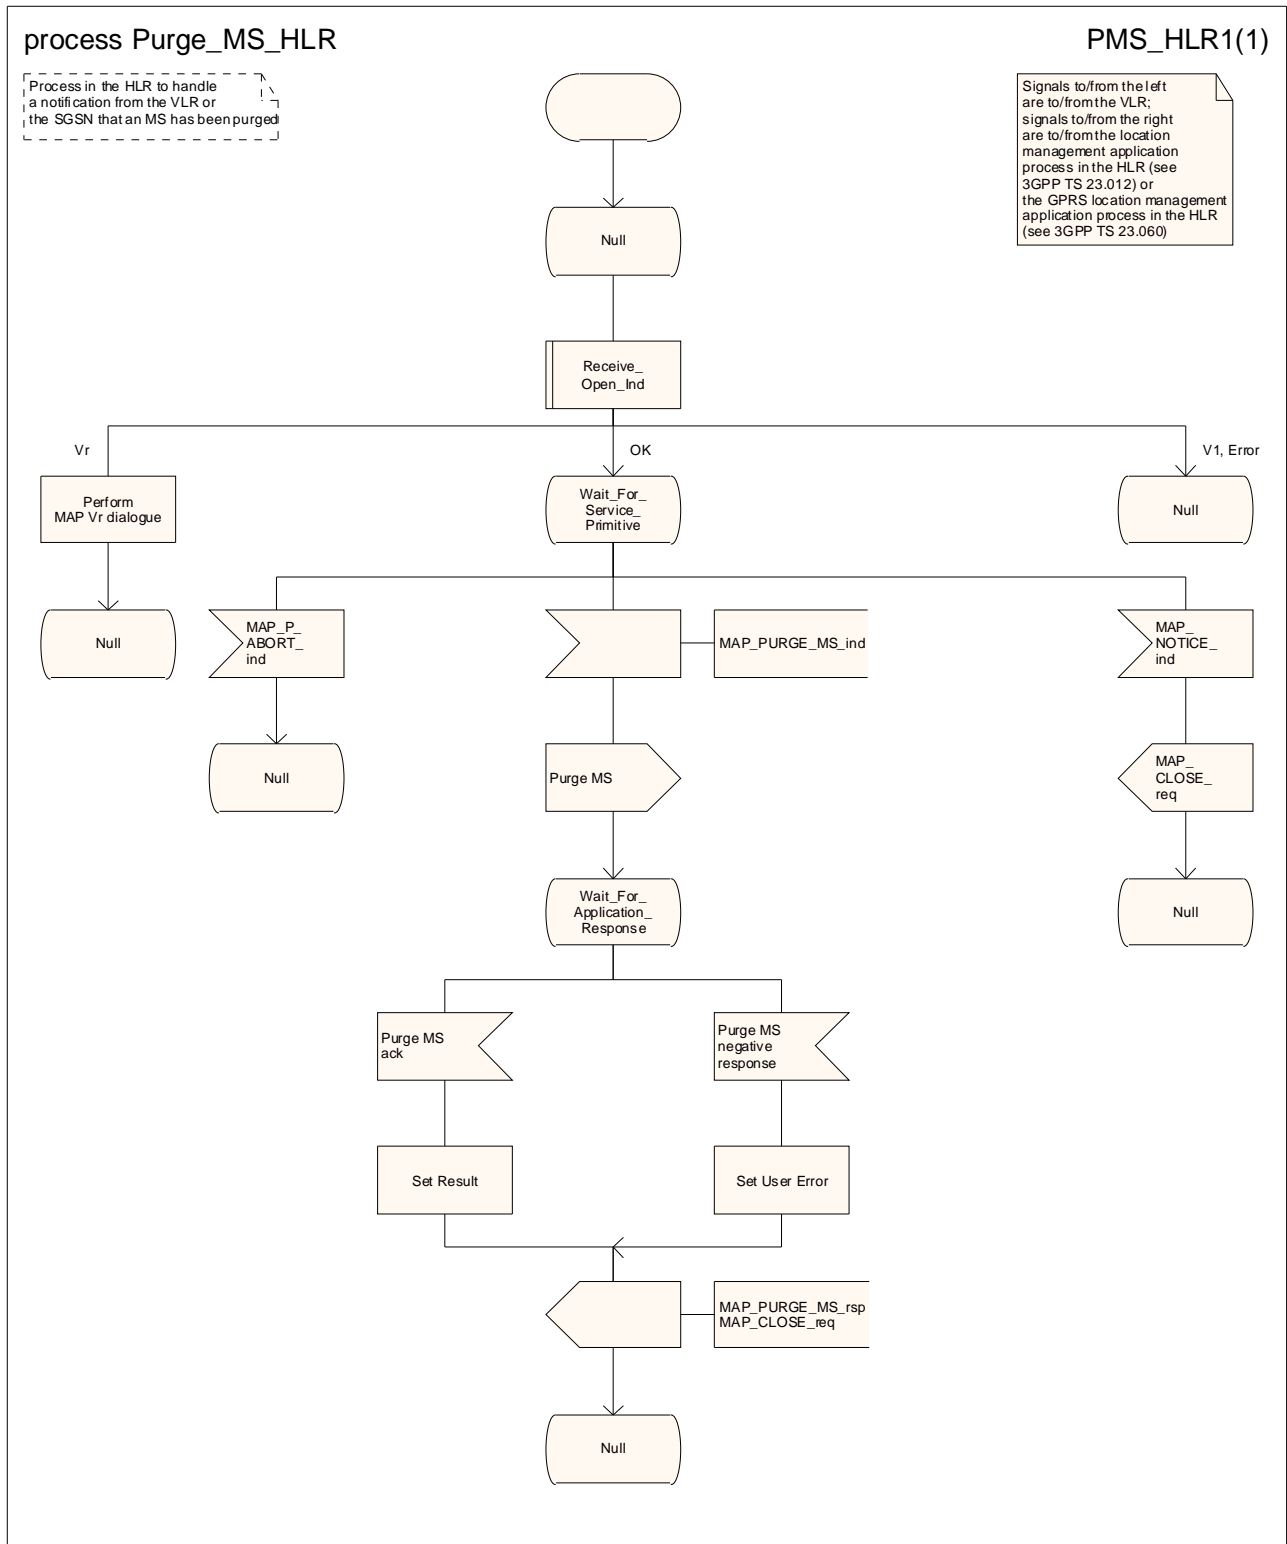 process Purge_MS_HLR
PMS_HLR1(1)
Process in the HLR to handle
a notification from the VLR or
the SGSN that an MS has been purged
Signals to/from the left
are to/from the VLR;
signals to/from the right
are to/from the location
management application
process in the HLR (see
3GPP TS 23.012) or
the GPRS location management
application process in the HLR
(see 3GPP TS 23.060)
Null
Receive_
Open_Ind
Vr
OK
V1, Error
Perform
MAP Vr dialogue
Wait_For_
Service_
Primitive
Null
Null
MAP_P_
ABORT_
ind
MAP_PURGE_MS_ind
MAP_
NOTICE_
ind
Null
Purge MS
MAP_
CLOSE_
req
Wait_For_
Application_
Response
Null
Purge MS
ack
Purge MS
negative
response
Set Result
Set User Error
MAP_PURGE_MS_rsp
MAP_CLOSE_req
Null